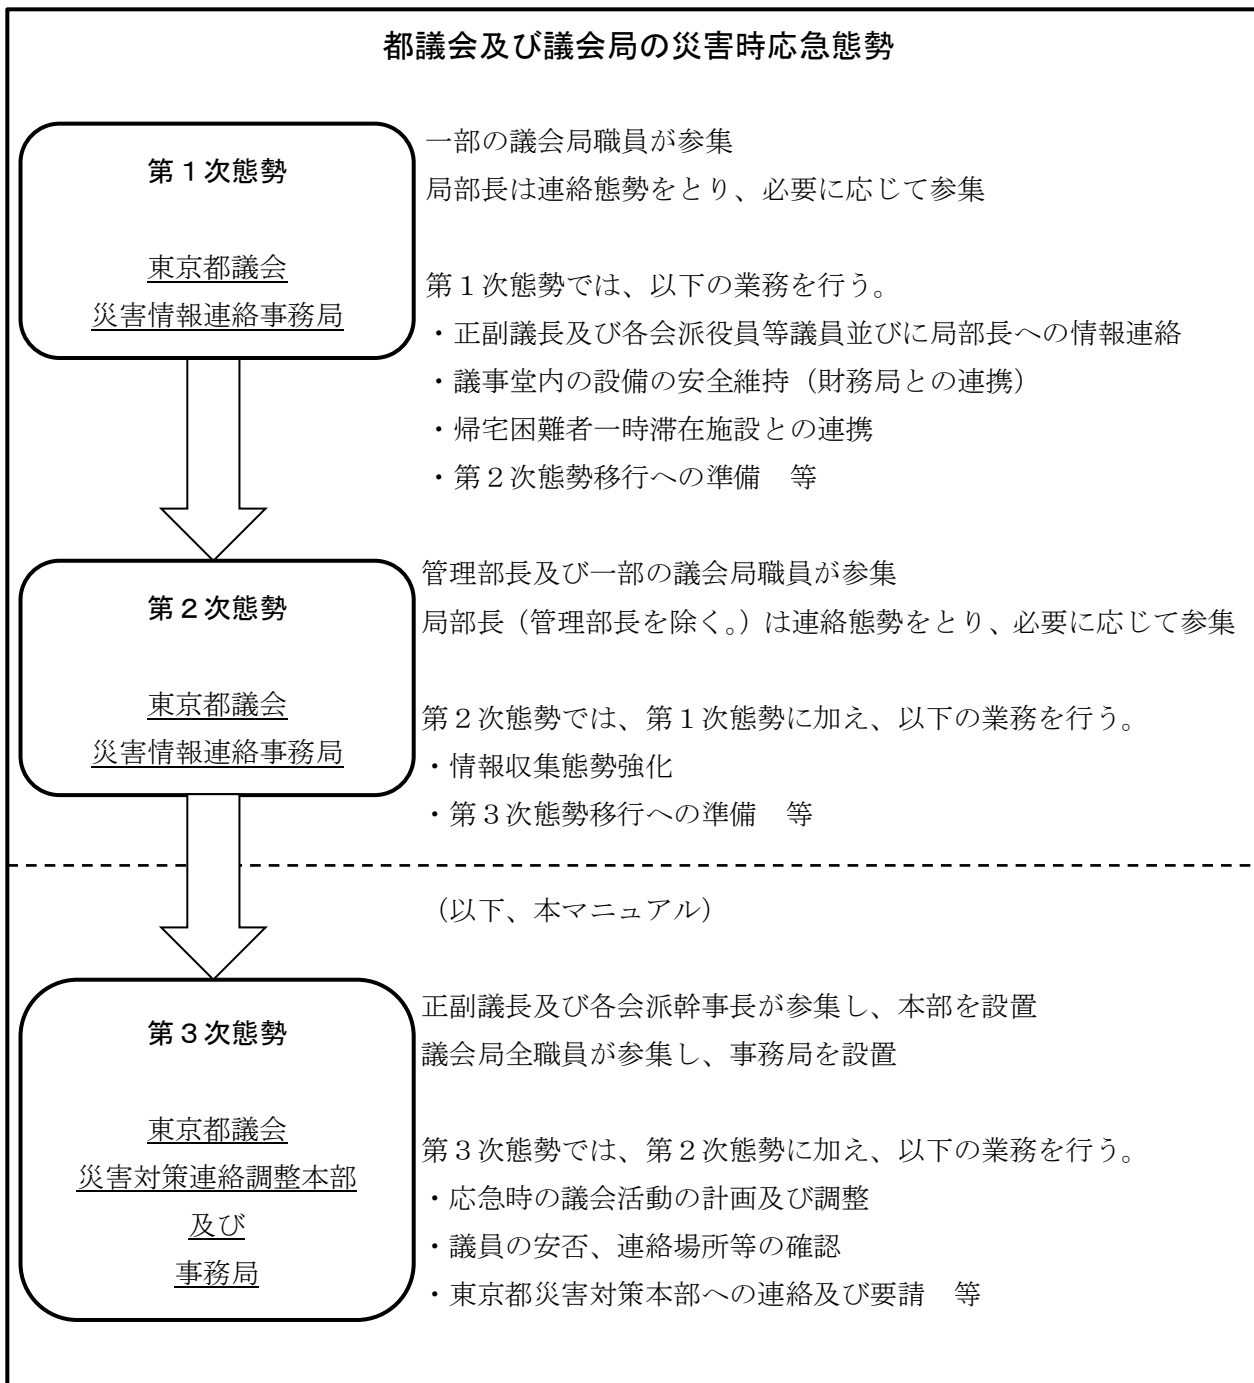 都議会及び議会局の災害時応急態勢
第１次態勢
東京都議会
災害情報連絡事務局
一部の議会局職員が参集
局部長は連絡態勢をとり、必要に応じて参集
第１次態勢では、以下の業務を行う。
・正副議長及び各会派役員等議員並びに局部長への情報連絡
・議事堂内の設備の安全維持（財務局との連携）
・帰宅困難者一時滞在施設との連携
・第２次態勢移行への準備　等
第２次態勢
東京都議会
災害情報連絡事務局
管理部長及び一部の議会局職員が参集
局部長（管理部長を除く。）は連絡態勢をとり、必要に応じて参集
第２次態勢では、第１次態勢に加え、以下の業務を行う。
・情報収集態勢強化
・第３次態勢移行への準備　等
（以下、本マニュアル）
第３次態勢
東京都議会
災害対策連絡調整本部
及び
事務局
正副議長及び各会派幹事長が参集し、本部を設置
議会局全職員が参集し、事務局を設置
第３次態勢では、第２次態勢に加え、以下の業務を行う。
・応急時の議会活動の計画及び調整
・議員の安否、連絡場所等の確認
・東京都災害対策本部への連絡及び要請　等